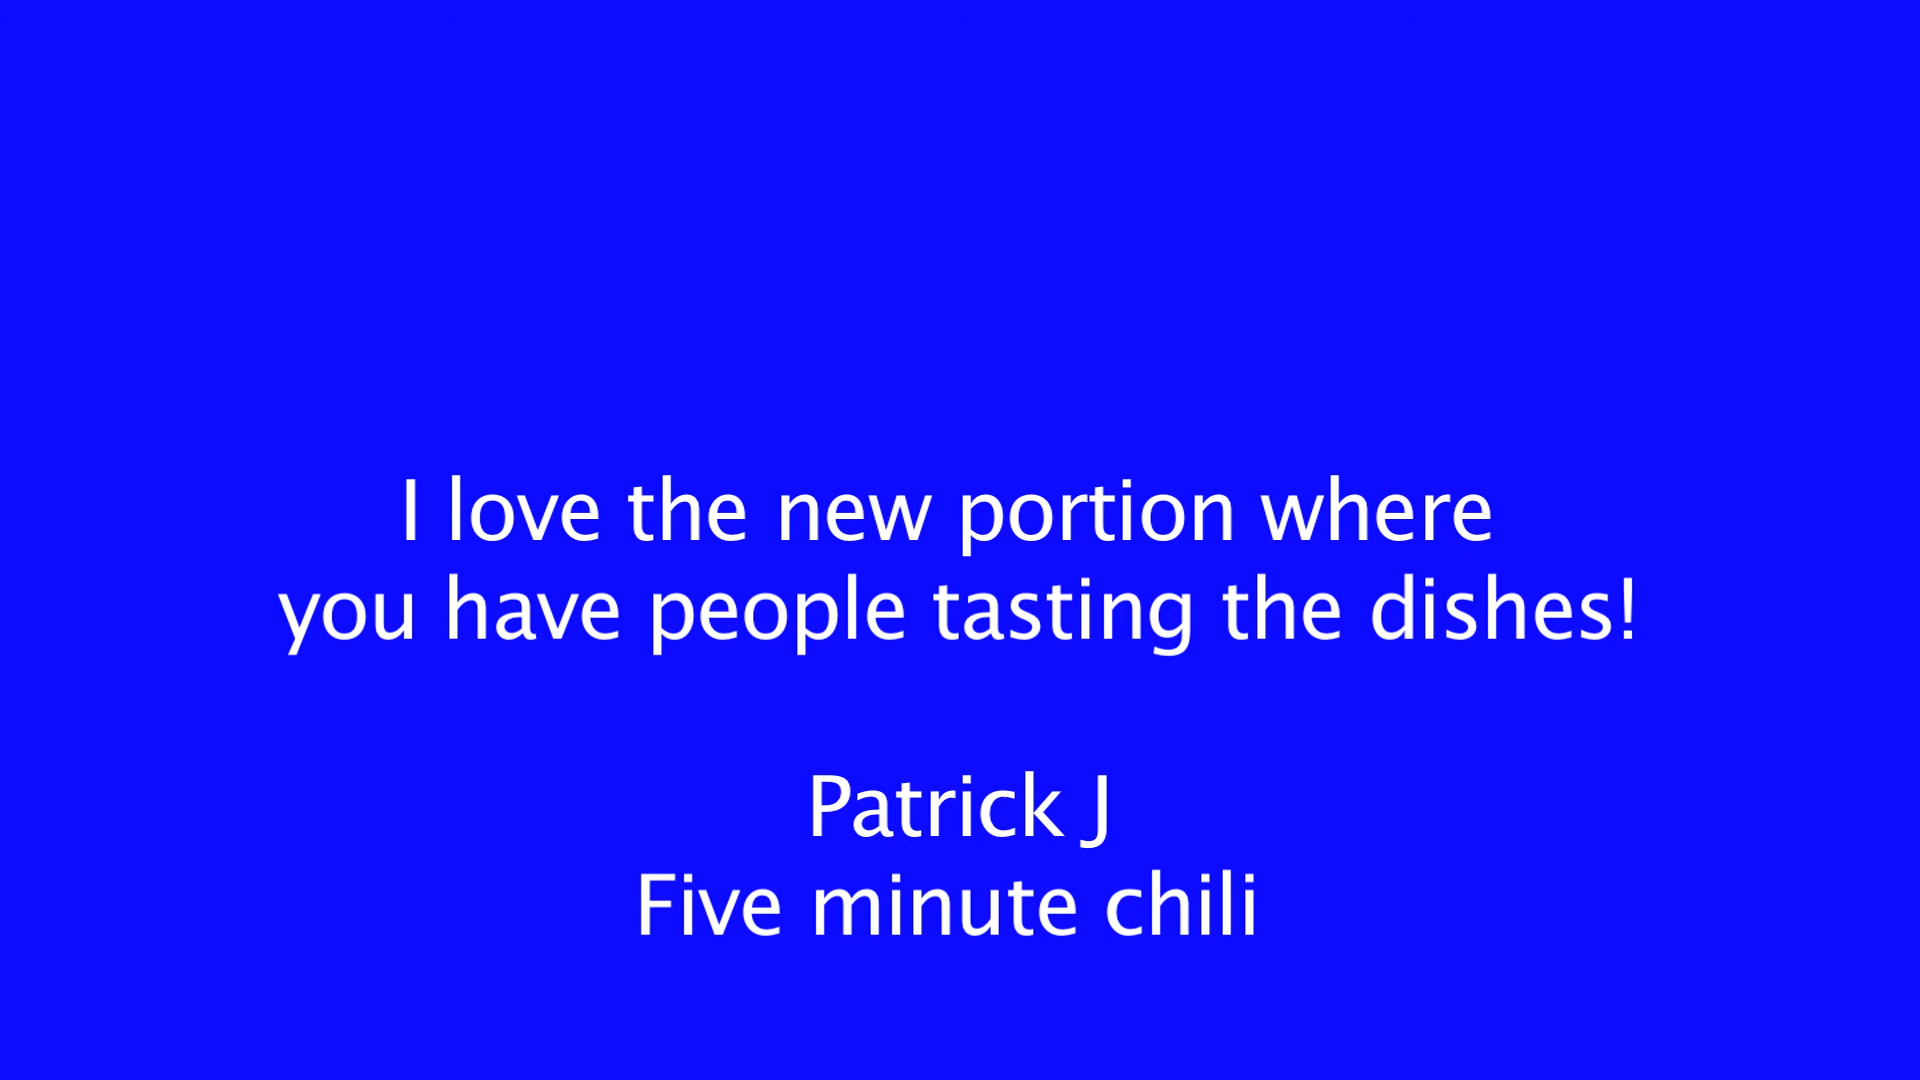 I love the new portion where
you have people tasting the dishes!
Patrick J
Five minute chili